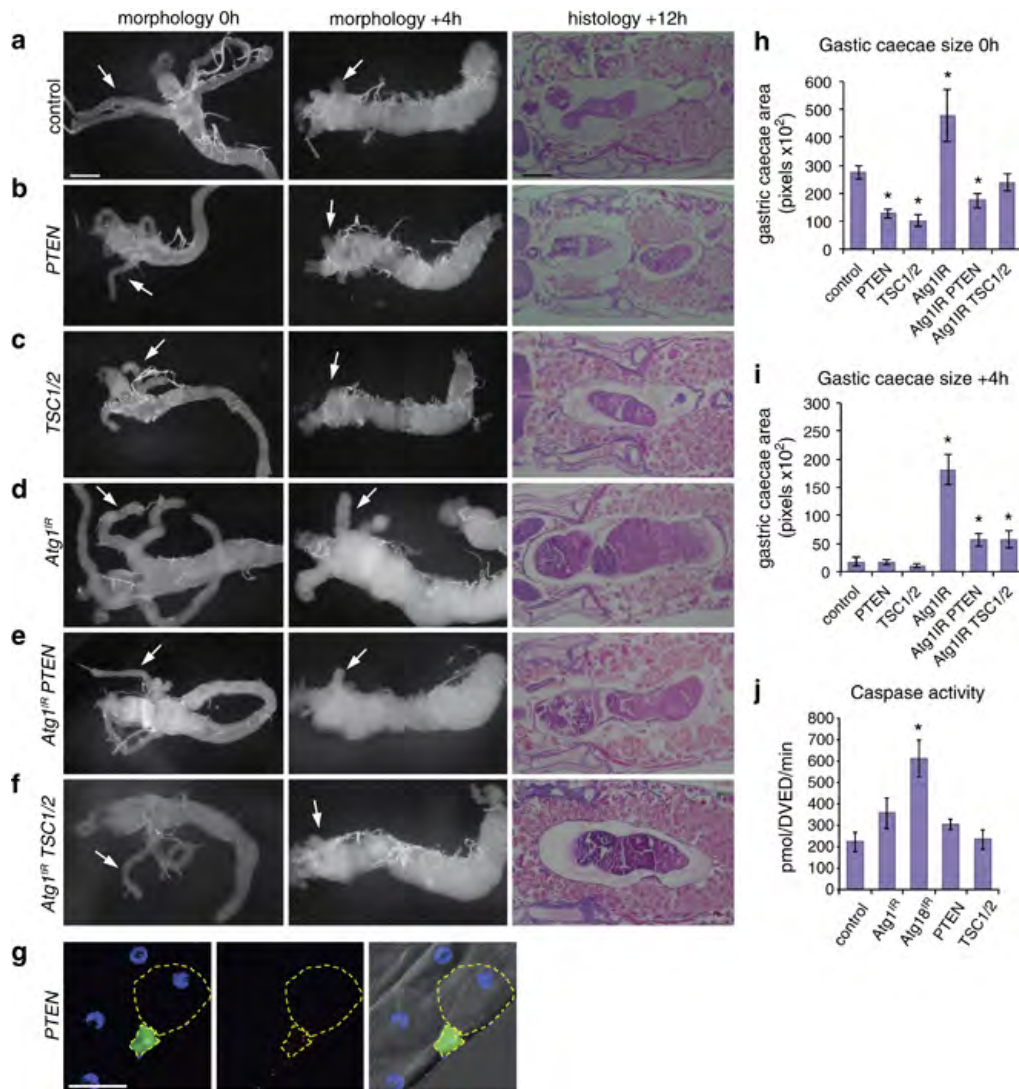 morphology 0h morphology +4h histology +12h
a
control
b
PTEN
c
TSC1/2
d
Atg1IR
e
Atg1IR PTEN
f
Atg1IR TSC1/2
g
PTEN
h Gastic caecae size 0h
gastric caecae area
(pixels x102)
600
500
400
300
200
100
0
* * * *
control PTEN TSC1/2 Atg1IR Atg1IR PTEN Atg1IR TSC1/2
i Gastic caecae size +4h
gastric caecae area
(pixels x102)
300
250
200
150
100
50
0
* * *
control PTEN TSC1/2 Atg1IR Atg1IR PTEN Atg1IR TSC1/2
j Caspase activity
pmol/DVED/min
800
700
600
500
400
300
200
100
0
*
control Atg1IR Atg18IR PTEN TSC1/2